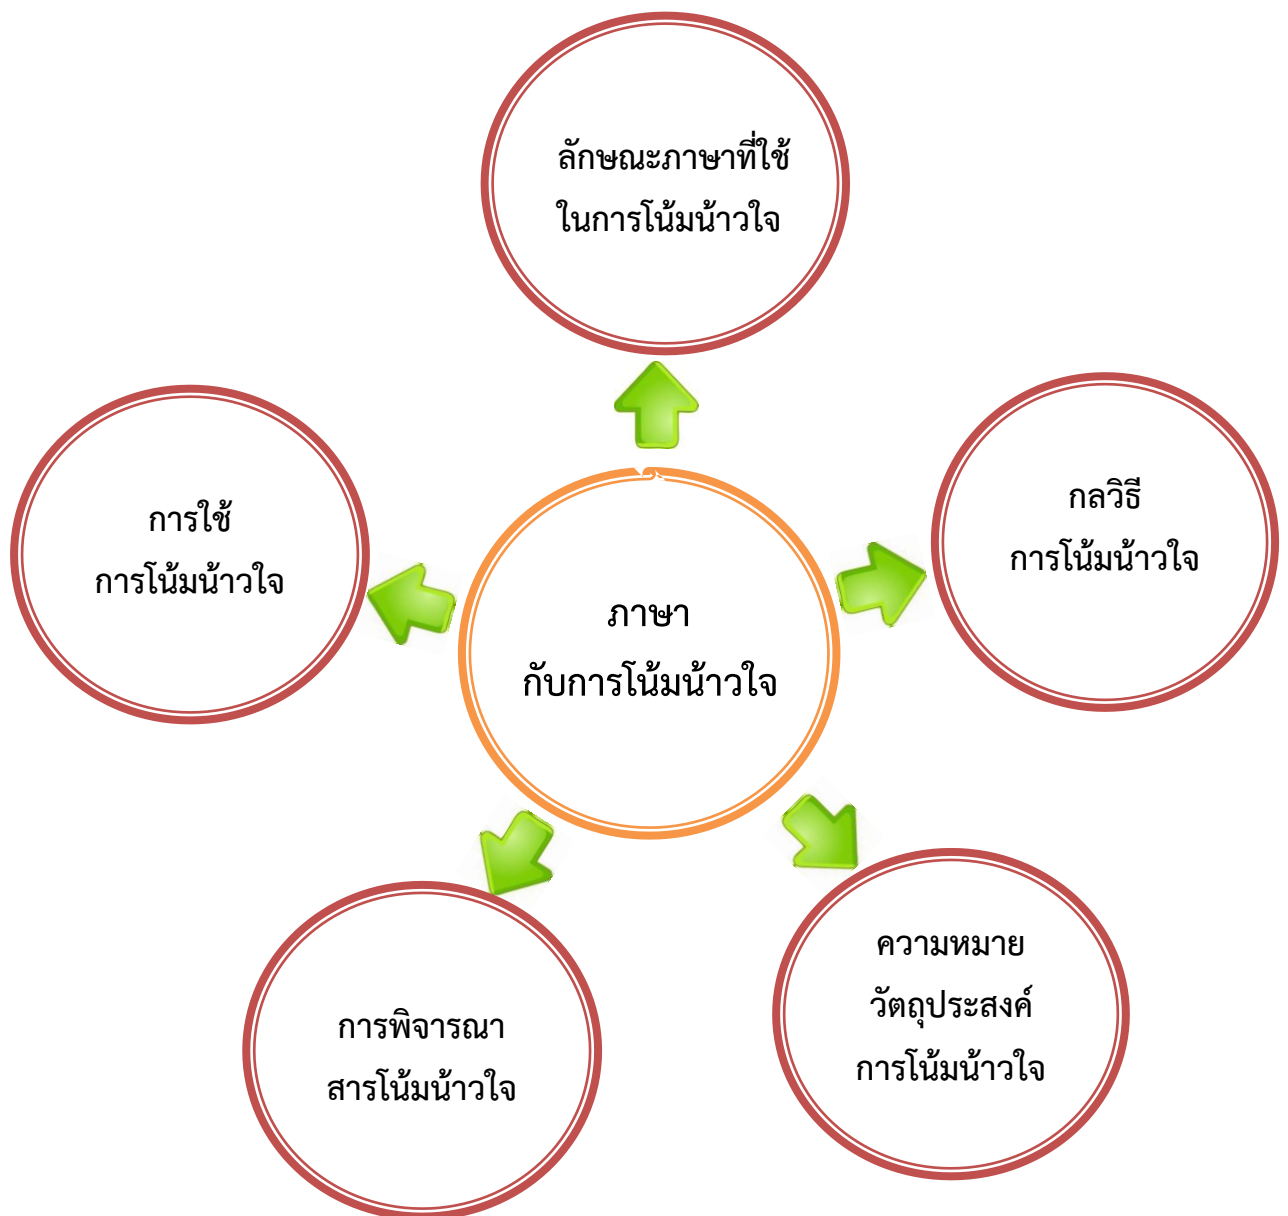 ลักษณะภาษาที่ใช้
ในการโน้มน้าวใจ
กลวิธี
การโน้มน้าวใจ
การใช้
การโน้มน้าวใจ
ภาษา
กับการโน้มน้าวใจ
ความหมาย
วัตถุประสงค์
การโน้มน้าวใจ
การพิจารณา
สารโน้มน้าวใจ